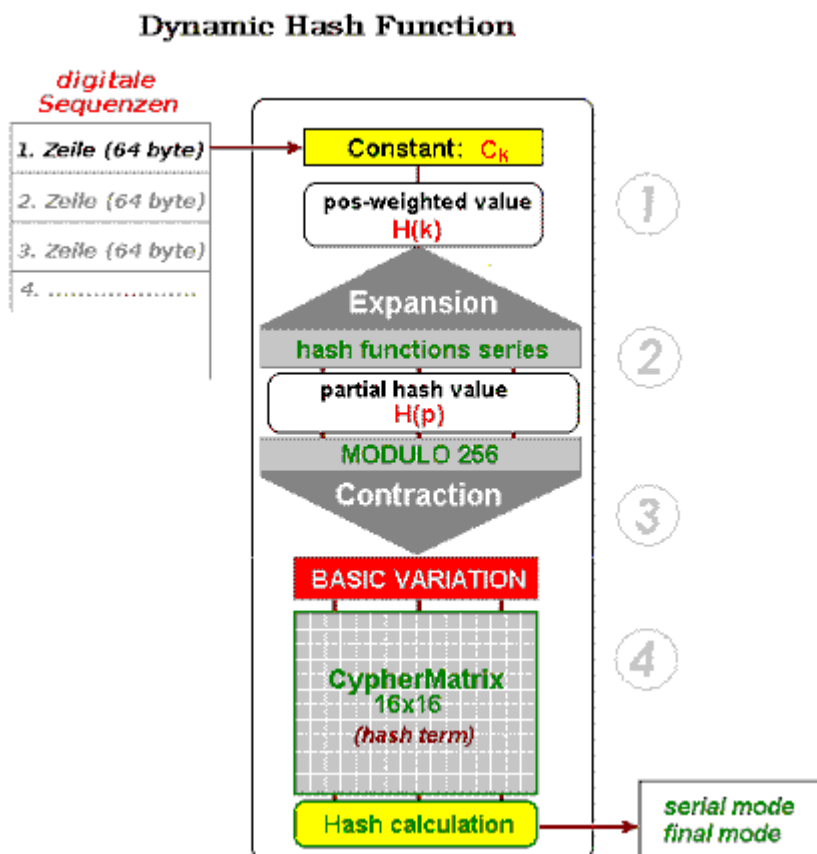 Dynamic Hash Function
digitale
Sequenzen
1. Zeile (64 byte)
2. Zeile (64 byte)
3. Zeile (64 byte)
4. .....................
Constant: Ck
pos-weighted value
H(k)
1
Expansion
hash functions series
2
partial hash value
H(p)
MODULO 256
Contraction
3
BASIC VARIATION
CypherMatrix
16x16
(hash term)
4
Hash calculation
serial mode
final mode